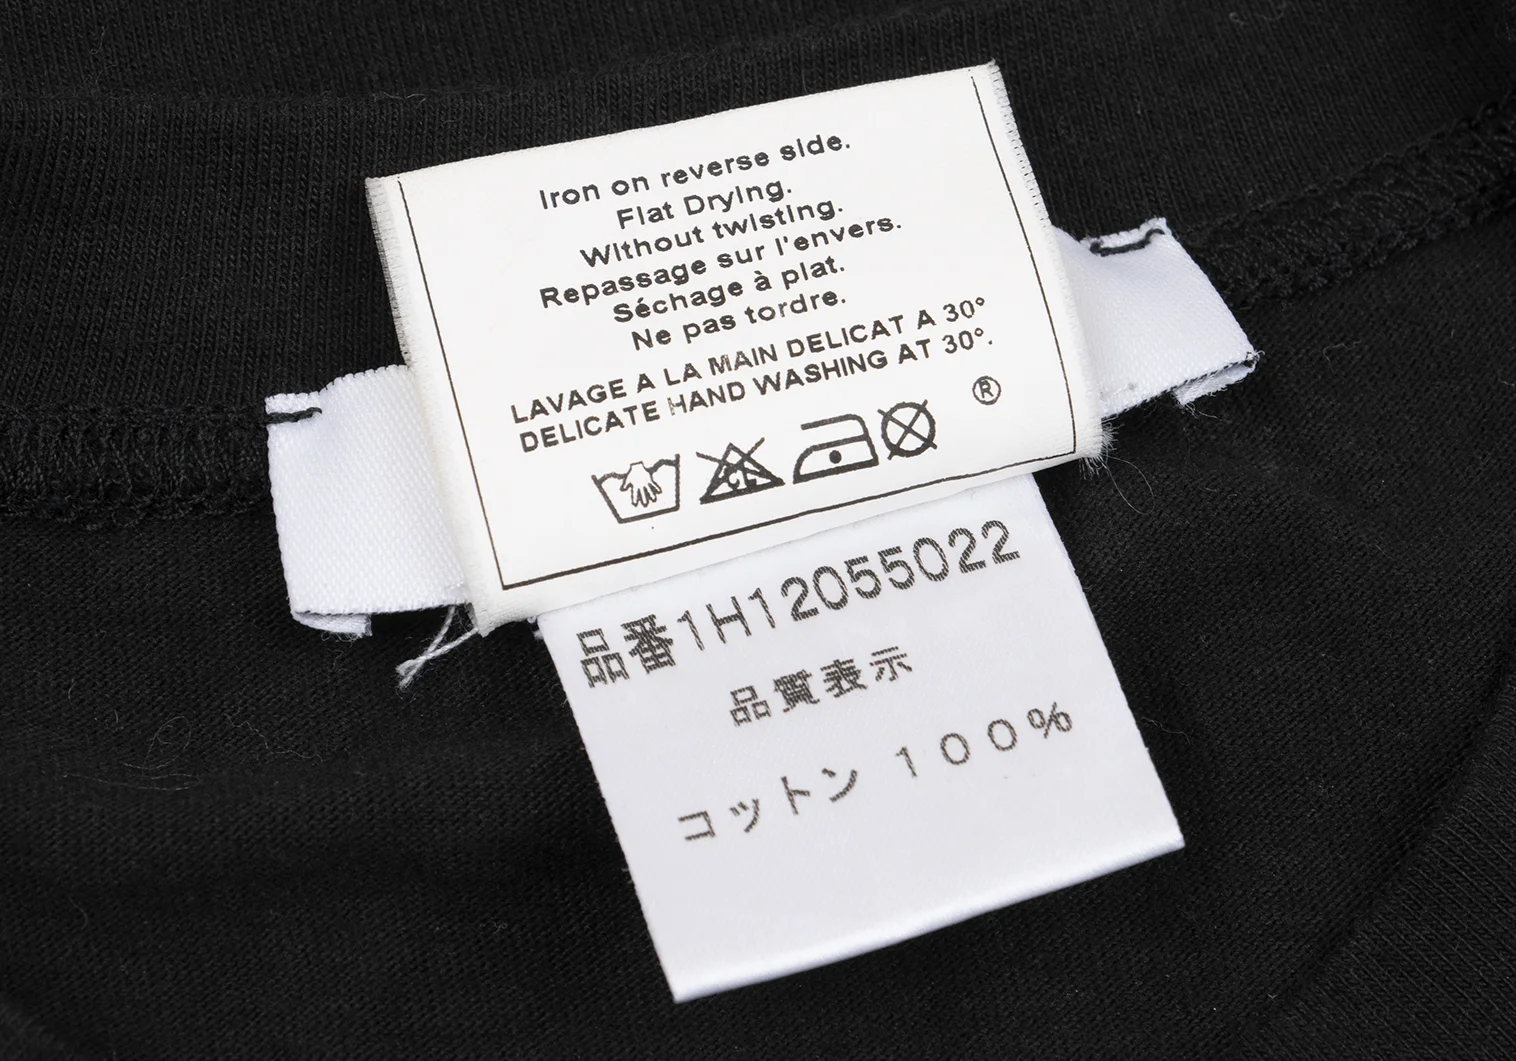 Iron on reverse side.
Flat Drying.
Without twisting.
Repassage sur l'envers.
Séchage à plat.
Ne pas tordre.
LAVAGE A LA MAIN DELICAT A 30°
DELICATE HAND WASHING AT 30°.
®
CL
品番1H12055022
品質表示
コットン 100%